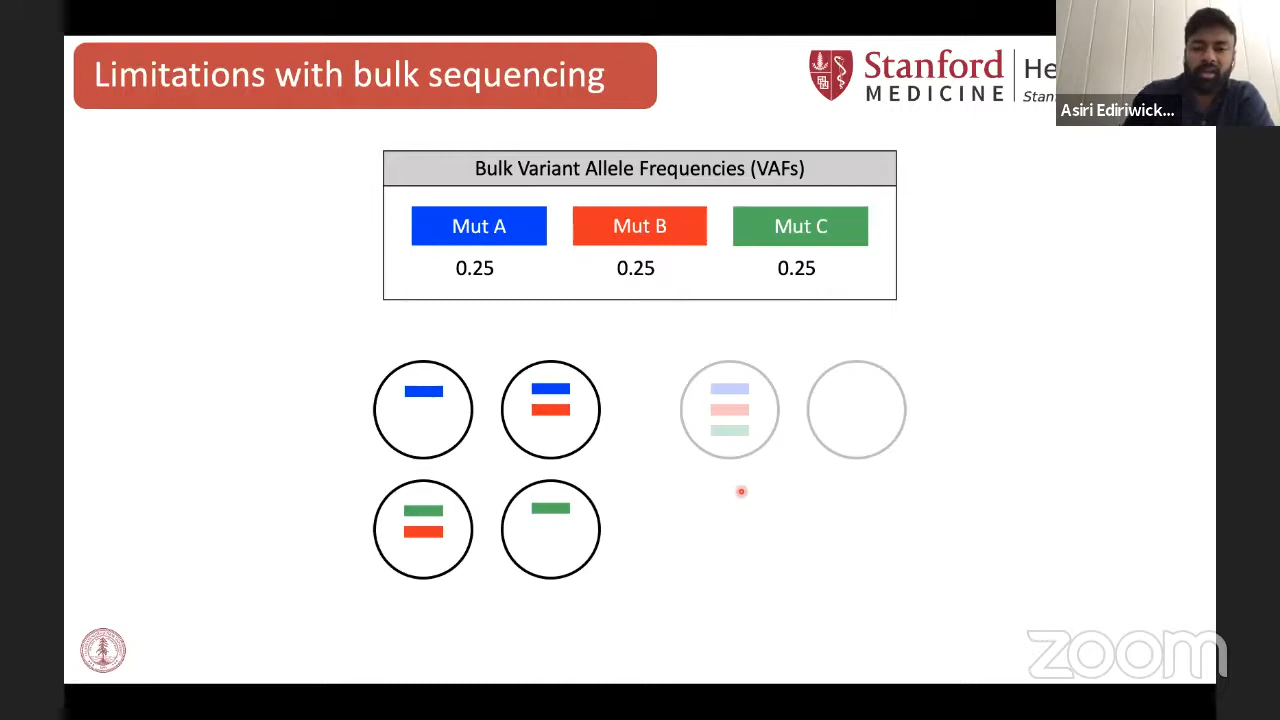 Limitations with bulk sequencing
Stanford
MEDICINE
He
Stan
Asiri Ediriwick...
Bulk Variant Allele Frequencies (VAFs)
Mut A
Mut B
Mut C
0.25
0.25
0.25
zoom